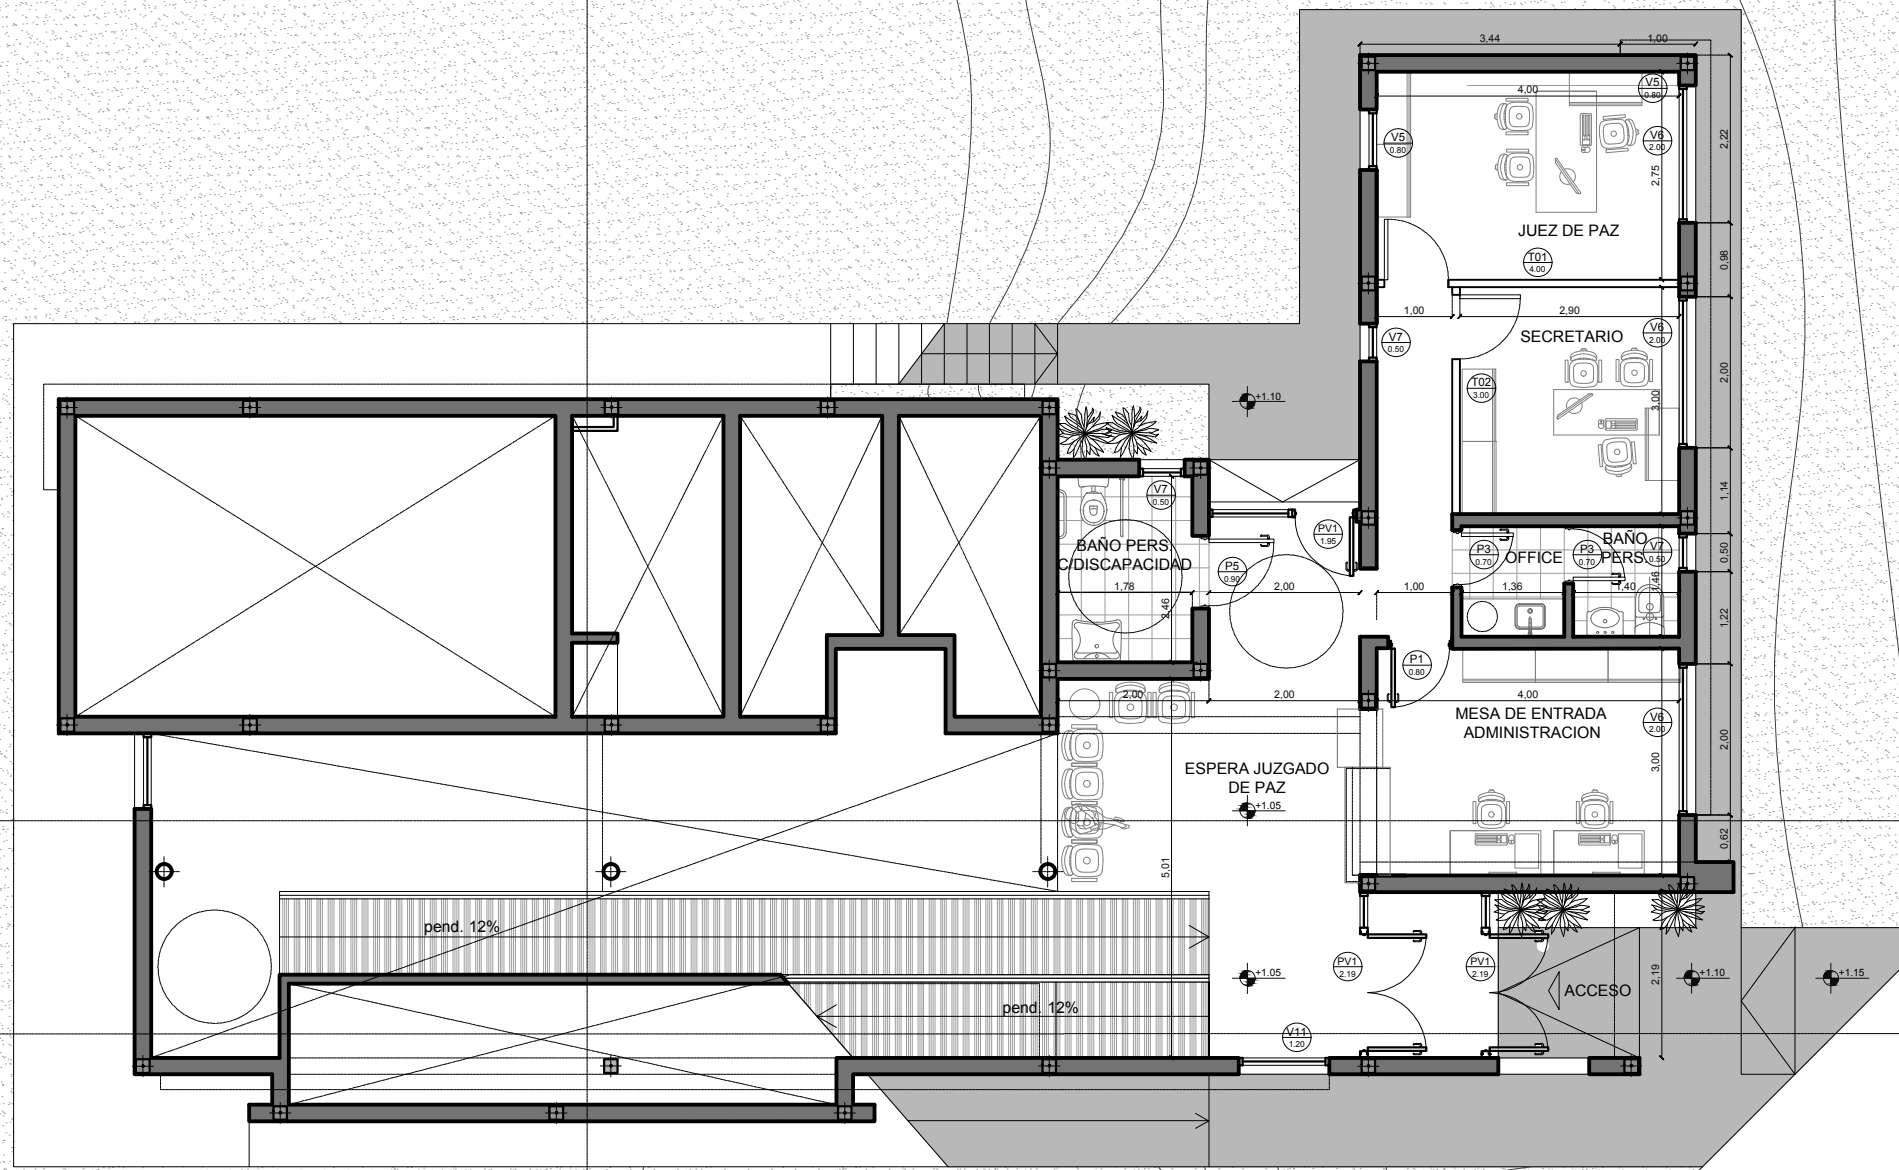 3,44
1,00
4,00
V5
0.80
V5
0.80
V6
2.00
2,22
2,75
JUEZ DE PAZ
T01
4.00
0,98
1,00
2,90
V7
0.50
SECRETARIO
V6
2.00
T02
3.00
2,00
3,00
+1.10
V7
0.50
1,14
PV1
1.95
BAÑO PERS.
C/DISCAPACIDAD
P5
0.90
P3
0.70
OFFICE
P3
0.70
BAÑO
PERS.
V7
0.50
0,50
1,78
2,46
2,00
1,00
1,36
1,40
1,46
1,22
P1
0.80
2,00
2,00
4,00
MESA DE ENTRADA
ADMINISTRACION
V6
2.00
2,00
3,00
ESPERA JUZGADO
DE PAZ
+1.05
0,62
5,01
pend. 12%
PV1
2.19
PV1
2.19
+1.05
2,19
+1.10
+1.15
ACCESO
pend. 12%
V11
1.20